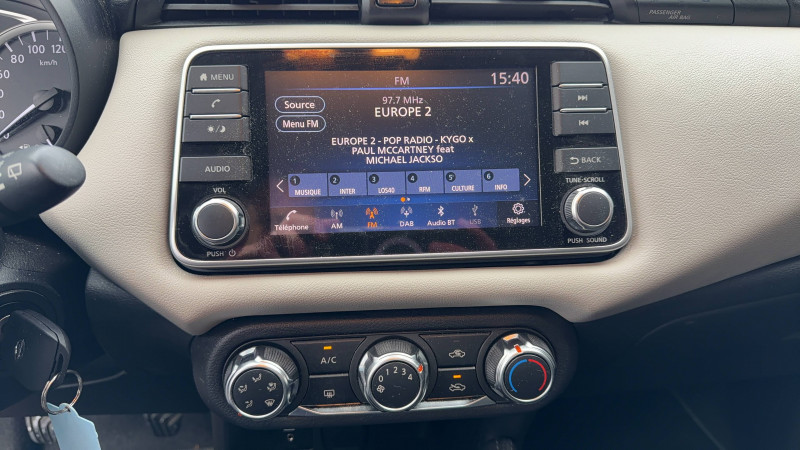 PASSENGER
AIR BAG
80 100 120
km/h
MENU
FM
15:40
Source
97.7 MHz
EUROPE 2
Menu FM
EUROPE 2 - POP RADIO - KYGO x
PAUL MCCARTNEY feat
MICHAEL JACKSO
AUDIO
BACK
VOL
TUNE-SCROLL
1 2 3 4 5 6
MUSIQUE INTER LOS40 RFM CULTURE INFO
Téléphone AM FM DAB Audio BT USB Réglages
PUSH
PUSH SOUND
A/C
0 1 2 3 4